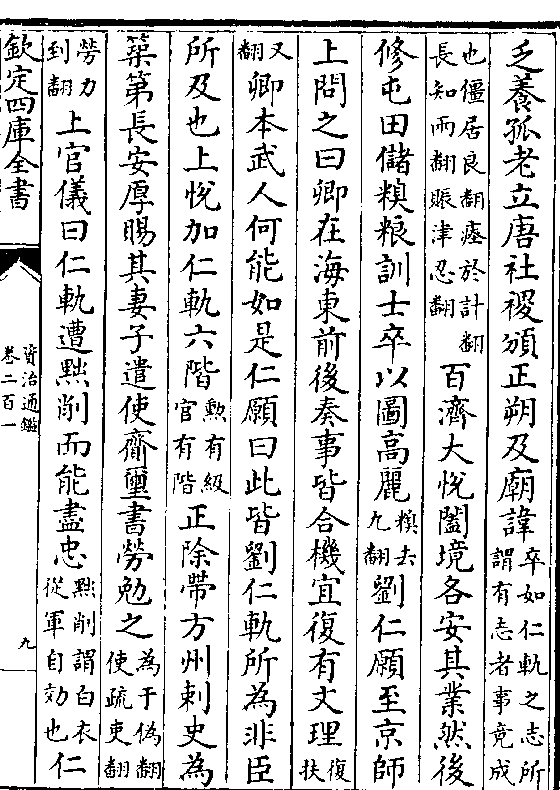 乏養孤老立唐社稷頒正朔及廟諱卒如仁軌之志所謂有志者事竟成
也僵居良翻瘞於計翻長知兩翻賬津忍翻百濟大悅闔境各安其業然後
修屯田儲糗粮訓士卒以圖高麗糗去九翻劉仁願至京師
上問之曰卿在海東前後奏事皆合機宜復有文理復扶
又翻卿本武人何能如是仁願曰此皆劉仁軌所為非臣
所及也上悅加仁軌六階勲有級官有階正除帶方州刺史為
築第長安厚賜其妻子遣使齎璽書勞勉之為于偽翻使疏吏翻
勞力到翻上官儀曰仁軌遭黜削而能盡忠黜削謂白衣從軍自効也仁
欽定四庫全書
資治通鑑
卷二百一
九